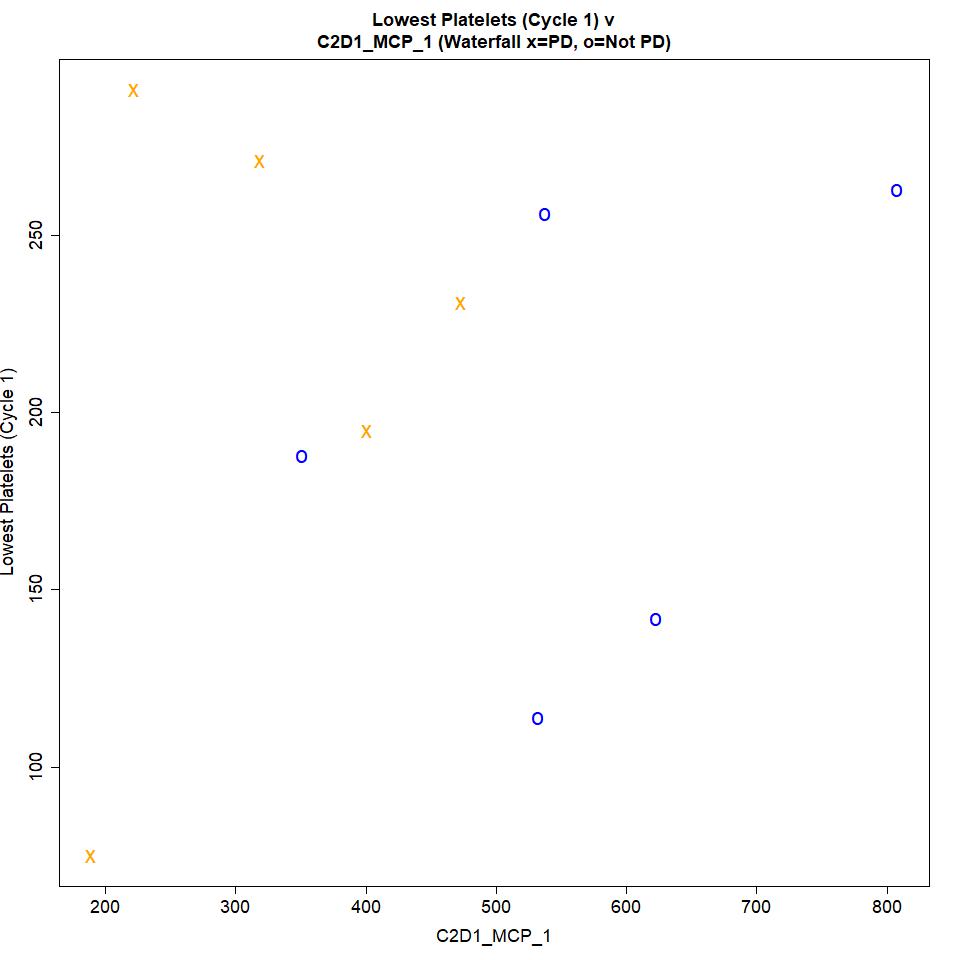 Lowest Platelets (Cycle 1) v
C2D1_MCP_1 (Waterfall x=PD, o=Not PD)
Lowest Platelets (Cycle 1)
250
200
150
100
X
X
O
O
X
X
O
O
O
X
200 300 400 500 600 700 800
C2D1_MCP_1